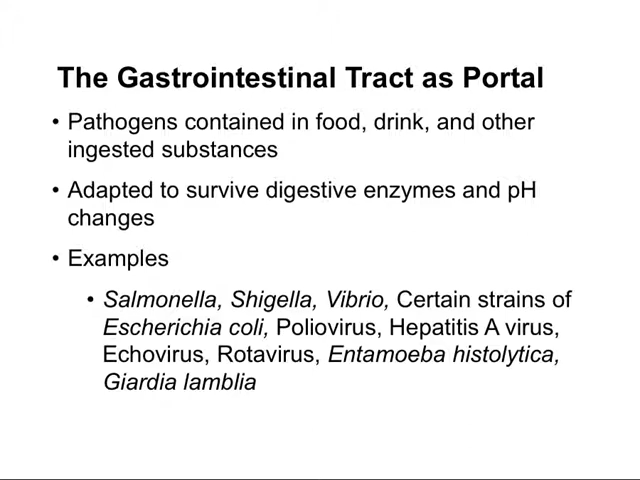 The Gastrointestinal Tract as Portal
• Pathogens contained in food, drink, and other
ingested substances
• Adapted to survive digestive enzymes and pH
changes
• Examples
• Salmonella, Shigella, Vibrio, Certain strains of
Escherichia coli, Poliovirus, Hepatitis A virus,
Echovirus, Rotavirus, Entamoeba histolytica,
Giardia lamblia